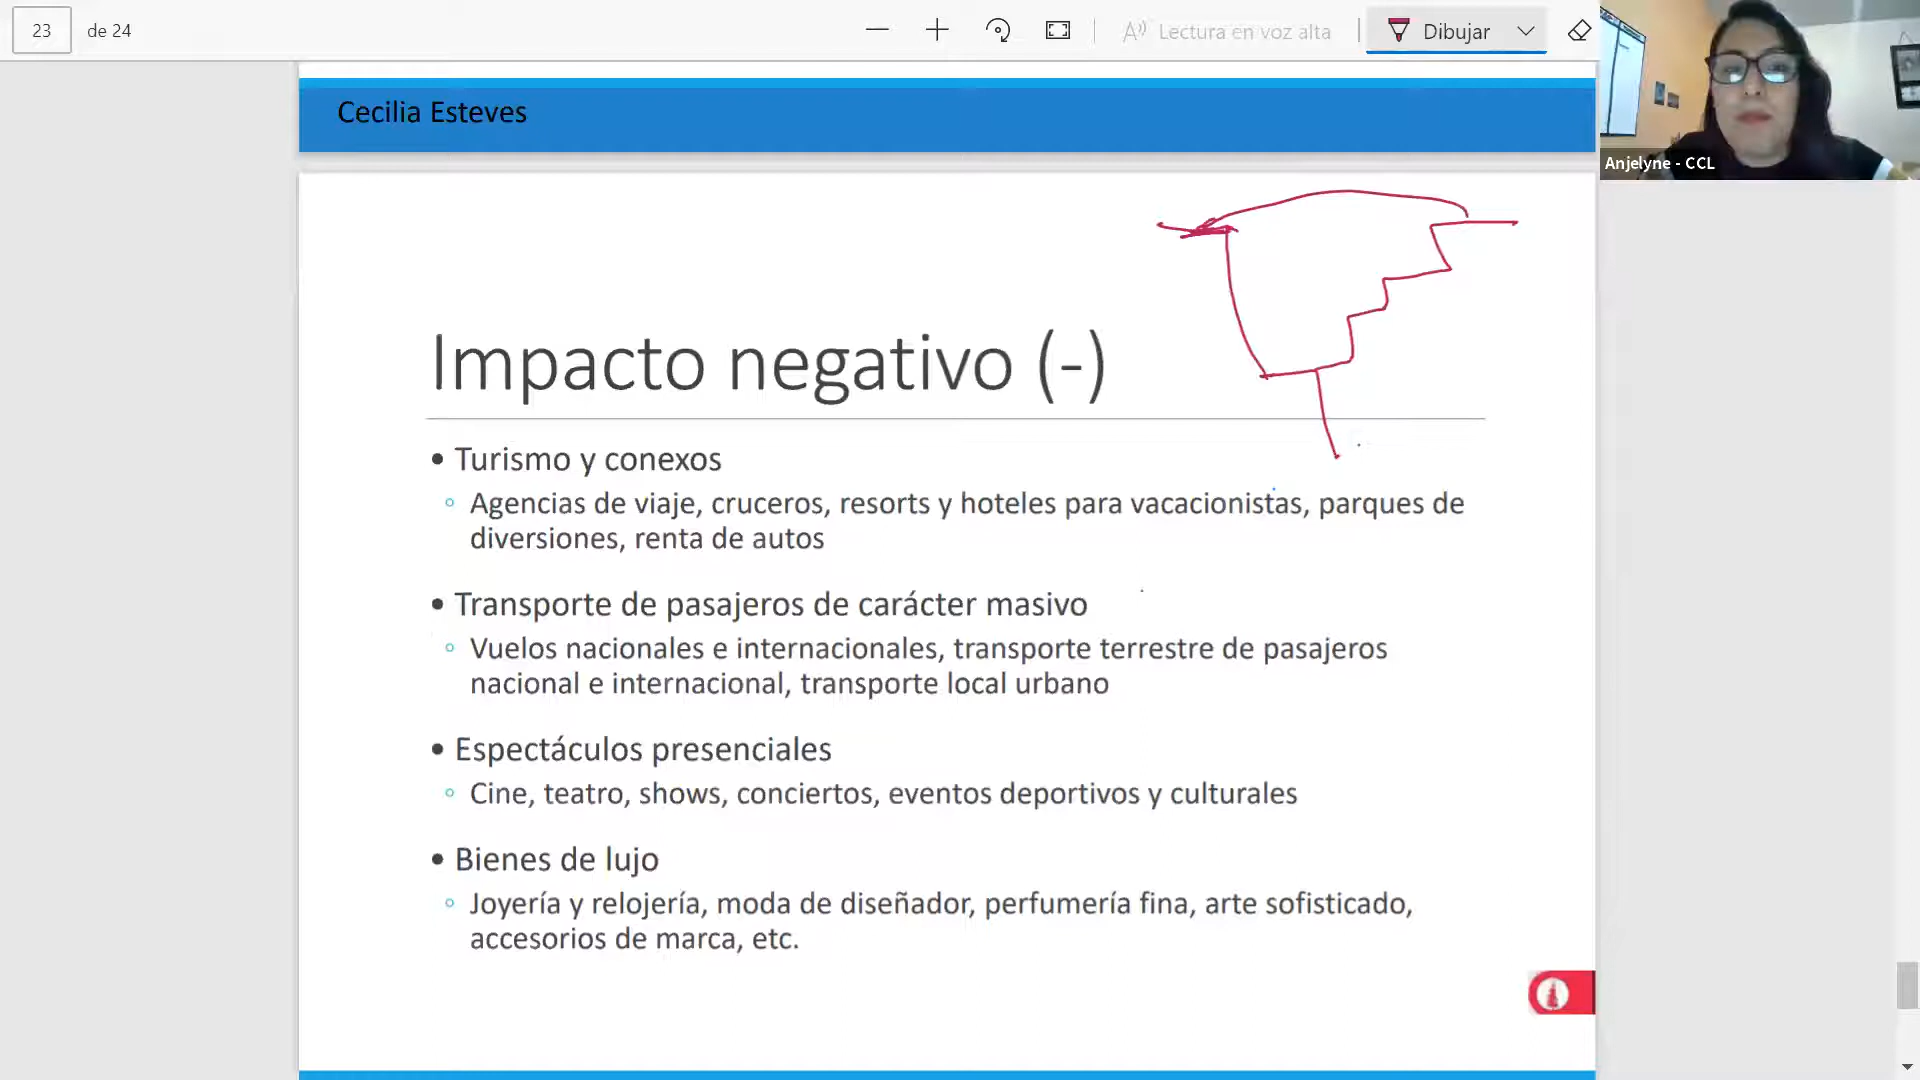 23 de 24
Lectura en voz alta
Dibujar
Anjelyne - CCL
Cecilia Esteves
Impacto negativo (-)
• Turismo y conexos
◦ Agencias de viaje, cruceros, resorts y hoteles para vacacionistas, parques de
diversiones, renta de autos
• Transporte de pasajeros de carácter masivo
◦ Vuelos nacionales e internacionales, transporte terrestre de pasajeros
nacional e internacional, transporte local urbano
• Espectáculos presenciales
◦ Cine, teatro, shows, conciertos, eventos deportivos y culturales
• Bienes de lujo
◦ Joyería y relojería, moda de diseñador, perfumería fina, arte sofisticado,
accesorios de marca, etc.